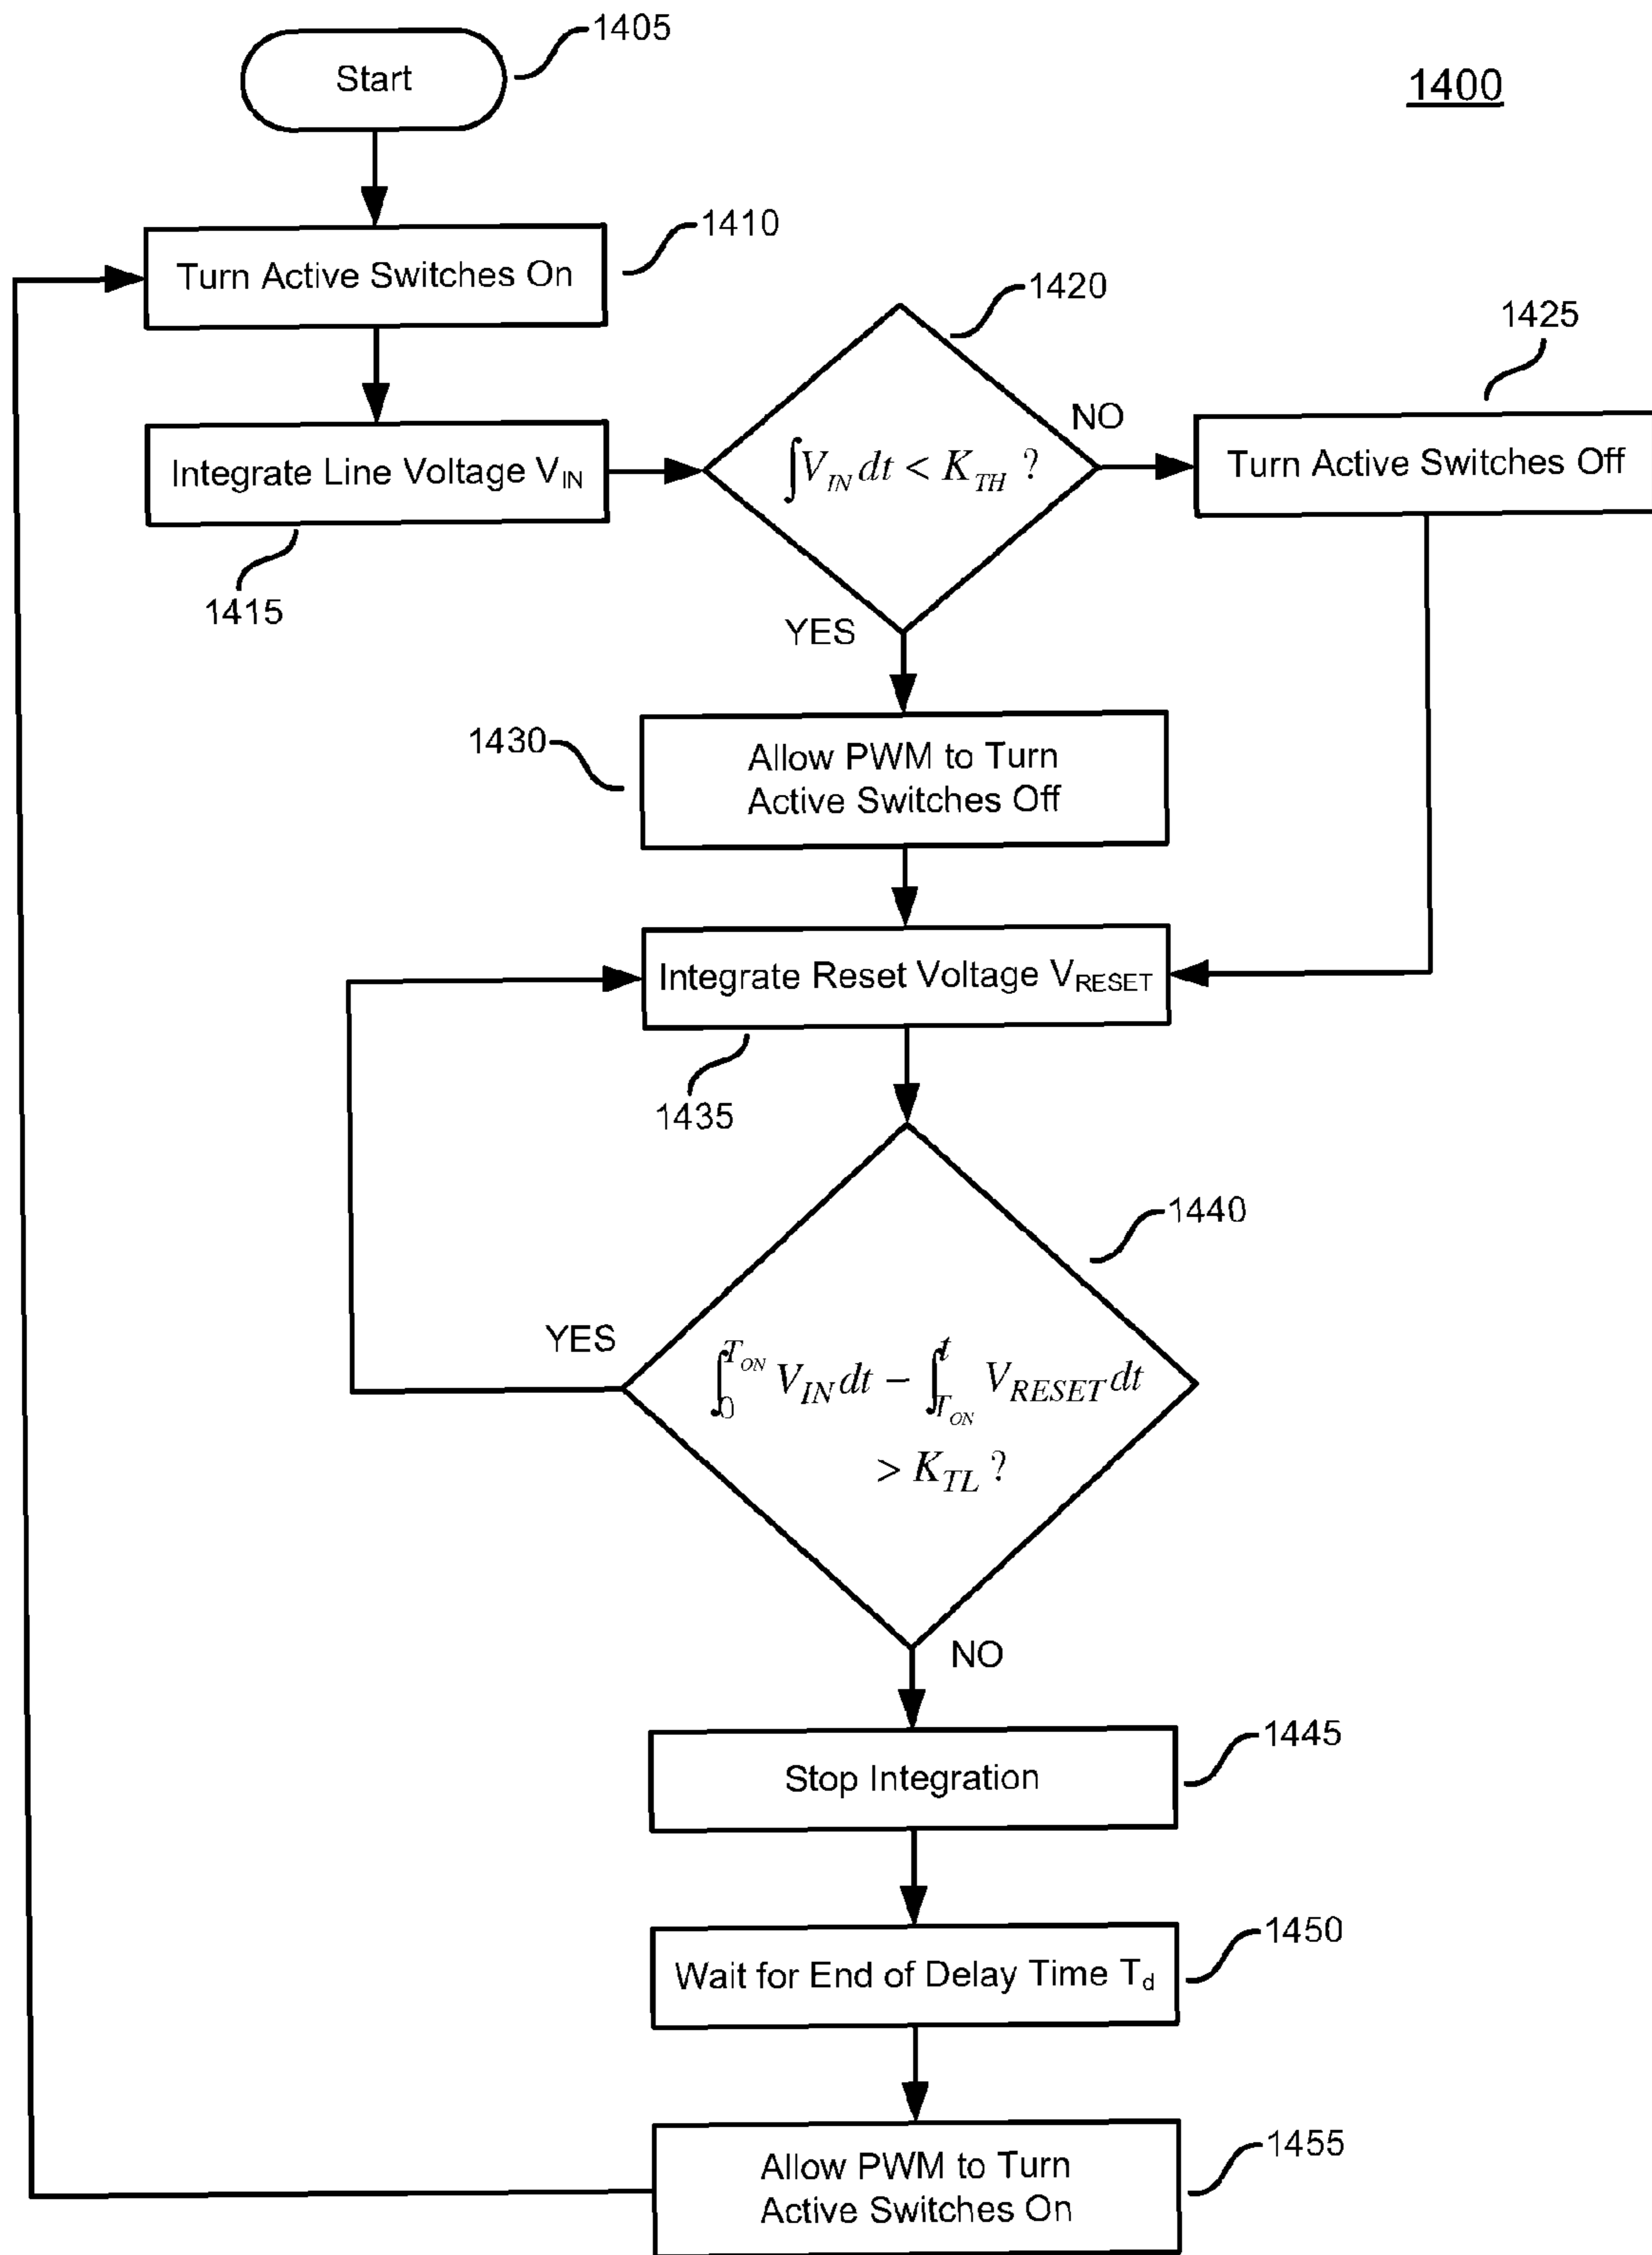 1405
Start
1400
1410
Turn Active Switches On
1420
1425
NO
Integrate Line Voltage V_IN
∫V_IN dt < K_TH ?
Turn Active Switches Off
1415
YES
1430
Allow PWM to Turn
Active Switches Off
Integrate Reset Voltage V_RESET
1435
1440
YES
∫_0^{T_ON} V_IN dt − ∫_{T_ON}^t V_RESET dt
> K_TL ?
NO
1445
Stop Integration
1450
Wait for End of Delay Time T_d
1455
Allow PWM to Turn
Active Switches On